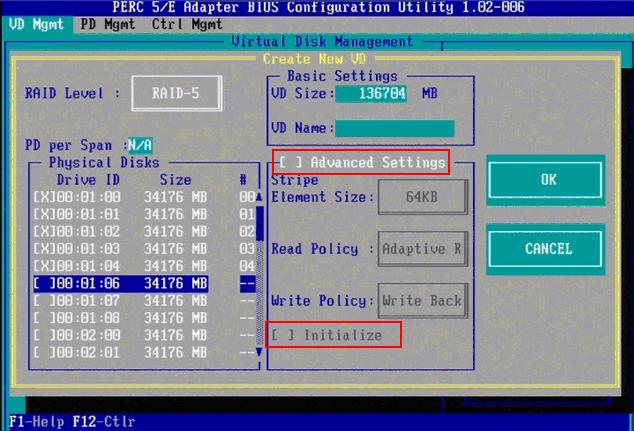 PERC 5/E Adapter BIOS Configuration Utility 1.02-006
VD Mgmt PD Mgmt Ctrl Mgmt
Virtual Disk Management
Create New VD
RAID Level : RAID-5
PD per Span :N/A
Physical Disks
Drive ID Size #
[X]00:01:00 34176 MB 00
[X]00:01:01 34176 MB 01
[X]00:01:02 34176 MB 02
[X]00:01:03 34176 MB 03
[X]00:01:04 34176 MB 04
[ ]00:01:06 34176 MB --
[ ]00:01:07 34176 MB --
[ ]00:01:08 34176 MB --
[ ]00:02:00 34176 MB --
[ ]00:02:01 34176 MB --
Basic Settings
VD Size: 136704 MB
VD Name:
[ ] Advanced Settings
Stripe
Element Size: 64KB
Read Policy : Adaptive R
Write Policy: Write Back
[ ] Initialize
OK
CANCEL
F1-Help F12-Ctlr